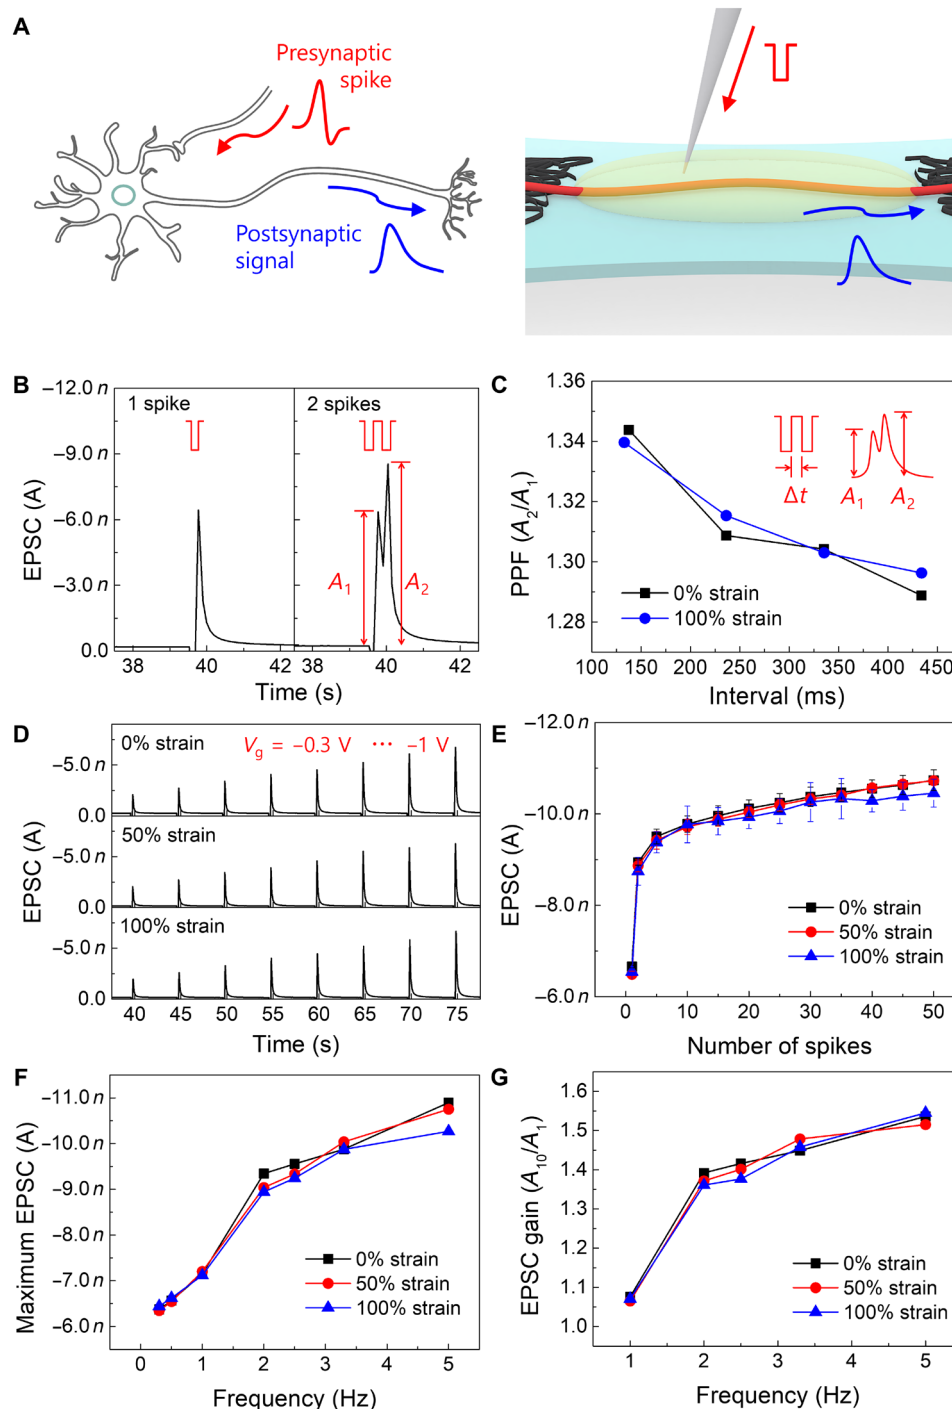 A
Presynaptic
spike
Postsynaptic
signal
B
EPSC (A)
−12.0 n
−9.0 n
−6.0 n
−3.0 n
0.0
1 spike
2 spikes
A1
A2
38 40 42 38 40 42
Time (s)
C
PPF (A2/A1)
1.36
1.34
1.32
1.30
1.28
Δt
A1
A2
0% strain
100% strain
100 150 200 250 300 350 400 450
Interval (ms)
D
EPSC (A)
0% strain
Vg = −0.3 V ··· −1 V
−5.0 n
0.0
50% strain
−5.0 n
0.0
100% strain
−5.0 n
0.0
40 45 50 55 60 65 70 75
Time (s)
E
EPSC (A)
−12.0 n
−10.0 n
−8.0 n
−6.0 n
0% strain
50% strain
100% strain
0 10 20 30 40 50
Number of spikes
F
Maximum EPSC (A)
−11.0 n
−10.0 n
−9.0 n
−8.0 n
−7.0 n
−6.0 n
0% strain
50% strain
100% strain
0 1 2 3 4 5
Frequency (Hz)
G
EPSC gain (A10/A1)
1.6
1.5
1.4
1.3
1.2
1.1
1.0
0% strain
50% strain
100% strain
1 2 3 4 5
Frequency (Hz)